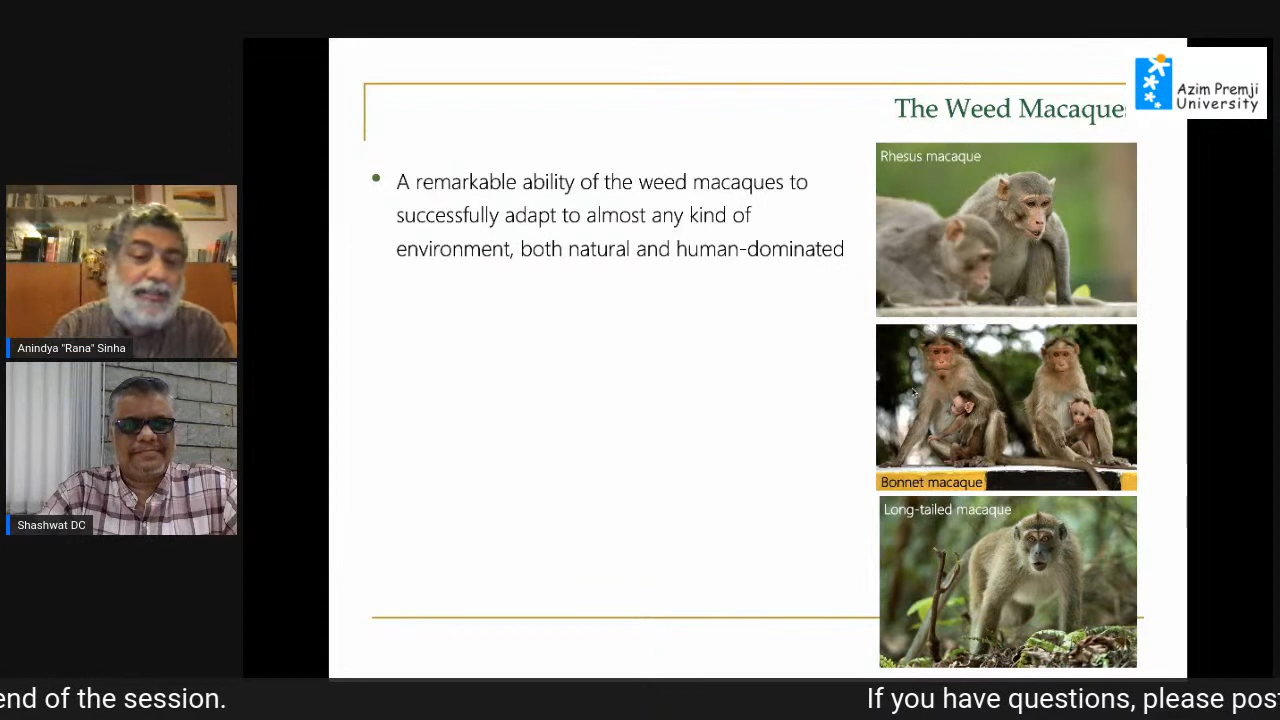 The Weed Macaques
Azim Premji
University
A remarkable ability of the weed macaques to
successfully adapt to almost any kind of
environment, both natural and human-dominated
Rhesus macaque
Bonnet macaque
Long-tailed macaque
Anindya "Rana" Sinha
Shashwat DC
end of the session.
If you have questions, please post